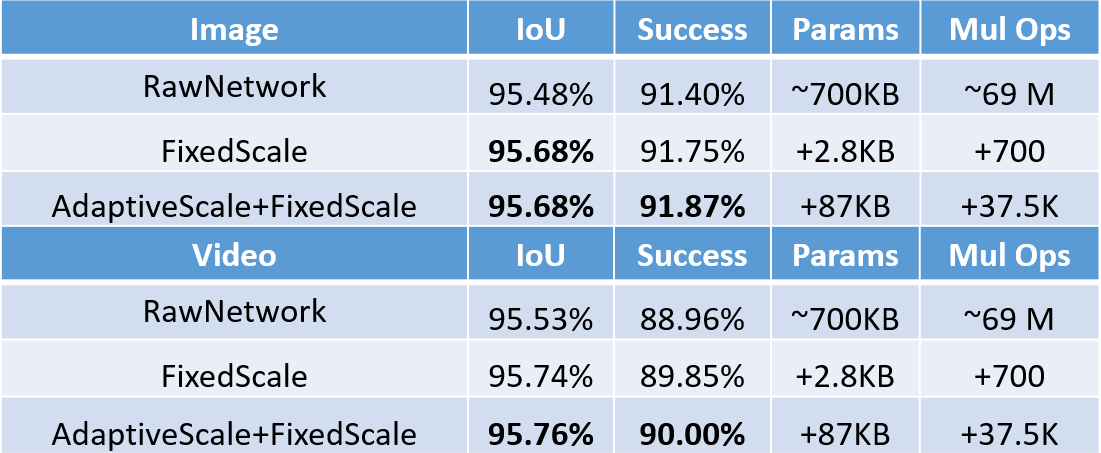 Image IoU Success Params Mul Ops
RawNetwork 95.48% 91.40% ~700KB ~69 M
FixedScale 95.68% 91.75% +2.8KB +700
AdaptiveScale+FixedScale 95.68% 91.87% +87KB +37.5K
Video IoU Success Params Mul Ops
RawNetwork 95.53% 88.96% ~700KB ~69 M
FixedScale 95.74% 89.85% +2.8KB +700
AdaptiveScale+FixedScale 95.76% 90.00% +87KB +37.5K